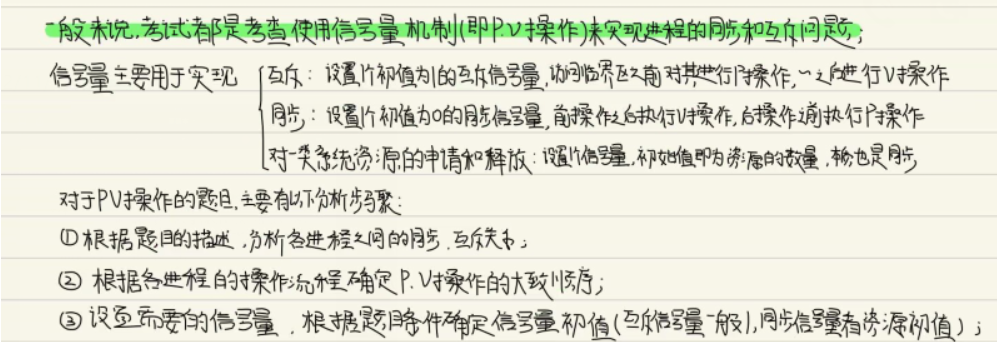 一般来说,考试都是考查使用信号量机制(即P.V操作)来实现进程的同步和互斥问题;
信号量主要用于实现
互斥:设置个初值为1的互斥信号量,访问临界区之前对其进行P操作,~之后进行V操作
同步:设置个初值为0的同步信号量,前操作之后执行V操作,后操作之前执行P操作
对一类系统资源的申请和释放:设置个信号量,初始值即为资源的数量,本质也是同步
对于PV操作的题目,主要有以下分析步骤:
①根据题目的描述,分析各进程之间的同步.互斥关系;
② 根据各进程的操作流程确定P.V操作的大致顺序;
③ 设置需要的信号量,根据题目条件确定信号量初值(互斥信号量一般1,同步信号量看资源初值);